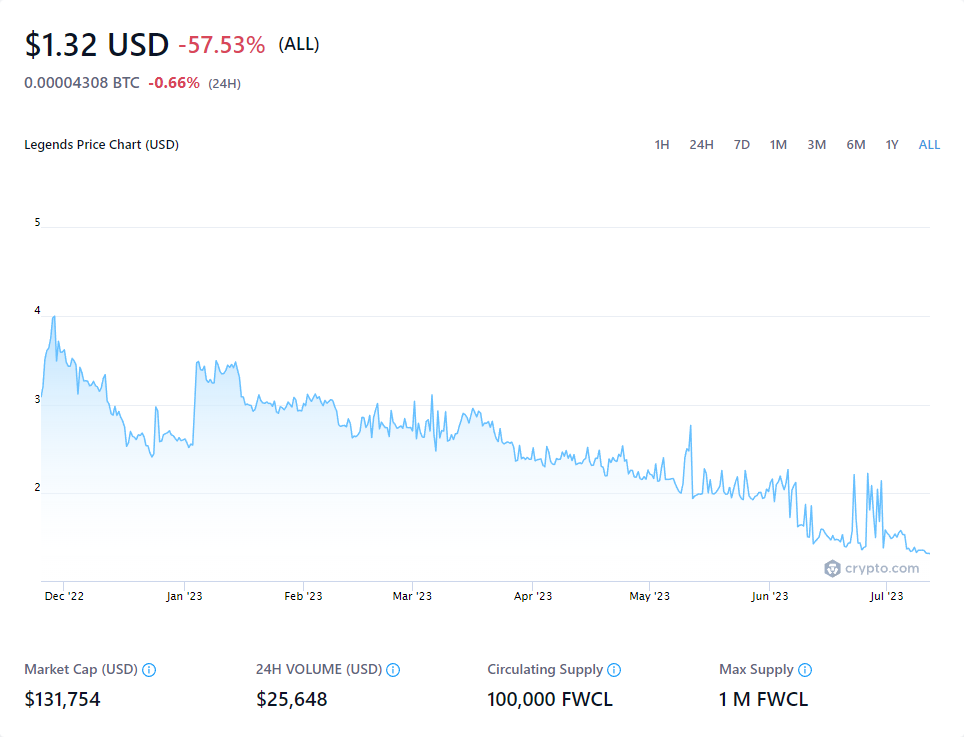 $1.32 USD -57.53% (ALL)
0.00004308 BTC -0.66% (24H)
Legends Price Chart (USD) 1H 24H 7D 1M 3M 6M 1Y ALL
5
4
3
2
crypto.com
Dec '22 Jan '23 Feb '23 Mar '23 Apr '23 May '23 Jun '23 Jul '23
Market Cap (USD) 24H VOLUME (USD) Circulating Supply Max Supply
$131,754 $25,648 100,000 FWCL 1 M FWCL